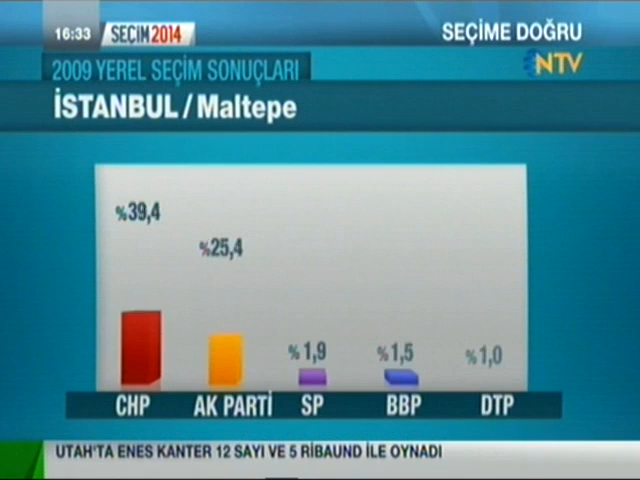 16:33 SEÇİM2014 SEÇİME DOĞRU
2009 YEREL SEÇİM SONUÇLARI
NTV
İSTANBUL / Maltepe
%39,4
%25,4
%1,9
%1,5
%1,0
CHP AK PARTİ SP BBP DTP
UTAH'TA ENES KANTER 12 SAYI VE 5 RİBAUND İLE OYNADI